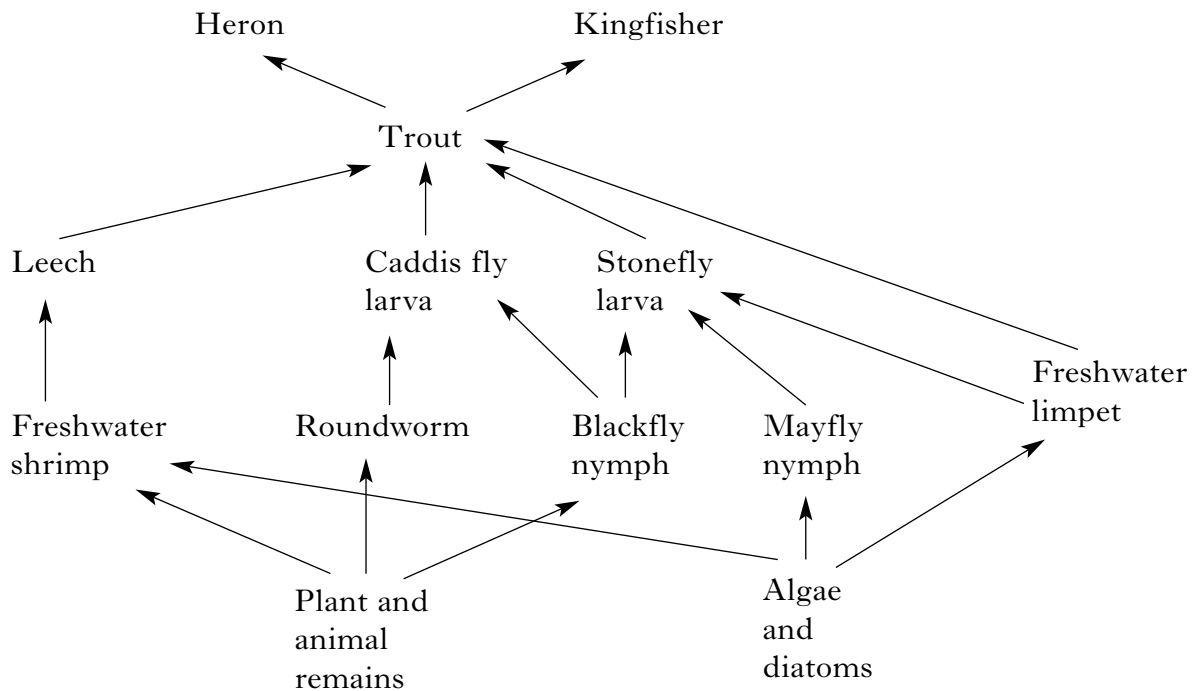 Heron
Kingfisher
Trout
Leech
Caddis fly
larva
Stonefly
larva
Freshwater
limpet
Freshwater
shrimp
Roundworm
Blackfly
nymph
Mayfly
nymph
Plant and
animal
remains
Algae
and
diatoms